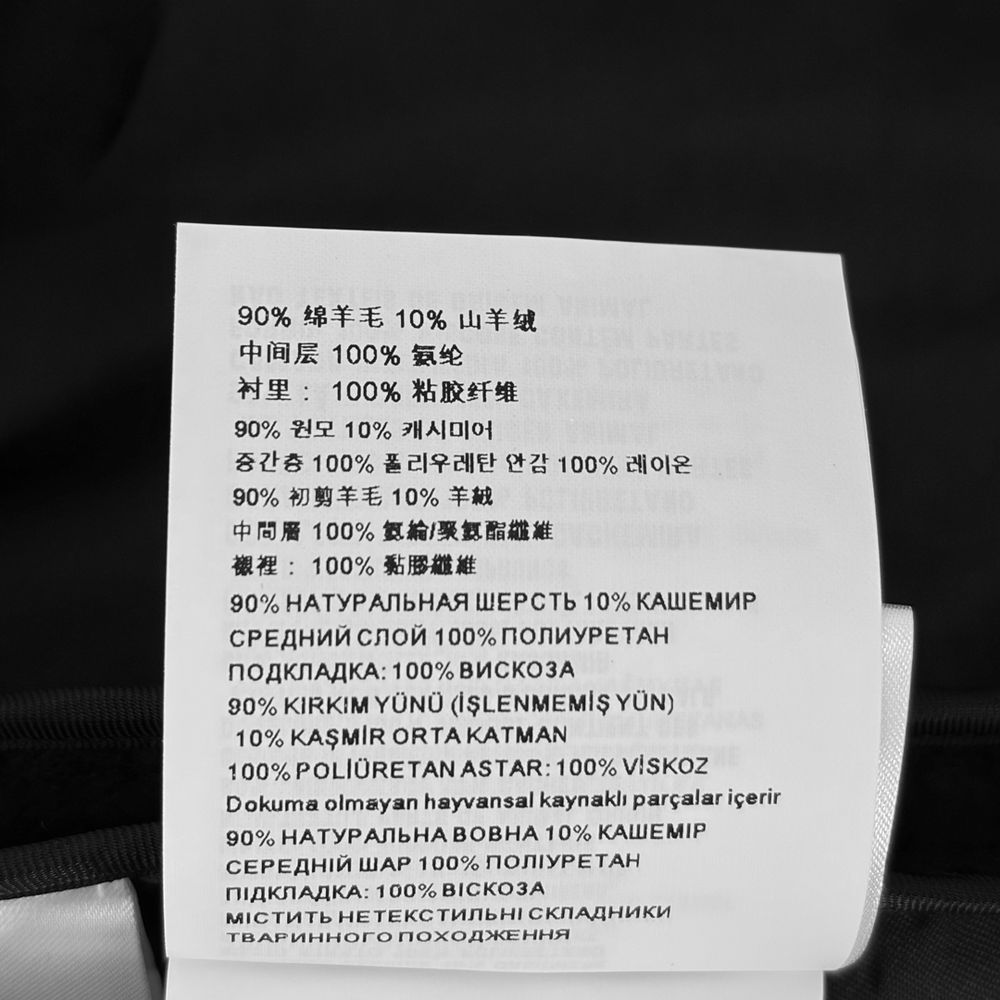 90% 绵羊毛 10% 山羊绒
中间层 100% 氨纶
衬里： 100% 粘胶纤维
90% 원모 10% 캐시미어
중간층 100% 폴리우레탄 안감 100% 레이온
90% 初剪羊毛 10% 羊絨
中間層 100% 氨綸/聚氨酯纖維
襯裡： 100% 黏膠纖維
90% НАТУРАЛЬНАЯ ШЕРСТЬ 10% КАШЕМИР
СРЕДНИЙ СЛОЙ 100% ПОЛИУРЕТАН
ПОДКЛАДКА: 100% ВИСКОЗА
90% KIRKIM YÜNÜ (İŞLENMEMİŞ YÜN)
10% KAŞMİR ORTA KATMAN
100% POLİÜRETAN ASTAR: 100% VİSKOZ
Dokuma olmayan hayvansal kaynaklı parçalar içerir
90% НАТУРАЛЬНА ВОВНА 10% КАШЕМІР
СЕРЕДНІЙ ШАР 100% ПОЛІУРЕТАН
ПІДКЛАДКА: 100% ВІСКОЗА
МІСТИТЬ НЕТЕКСТИЛЬНІ СКЛАДНИКИ
ТВАРИННОГО ПОХОДЖЕННЯ